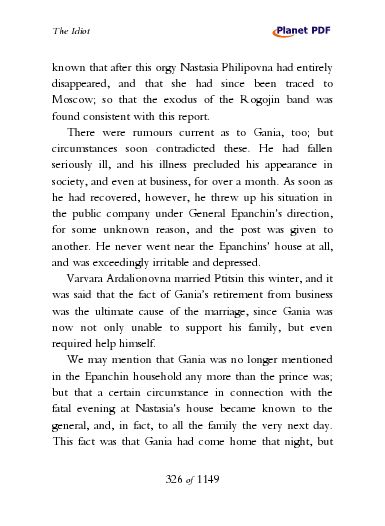 The Idiot
Planet PDF
known that after this orgy Nastasia Philipovna had entirely
disappeared, and that she had since been traced to
Moscow; so that the exodus of the Rogojin band was
found consistent with this report.
There were rumours current as to Gania, too; but
circumstances soon contradicted these. He had fallen
seriously ill, and his illness precluded his appearance in
society, and even at business, for over a month. As soon as
he had recovered, however, he threw up his situation in
the public company under General Epanchin's direction,
for some unknown reason, and the post was given to
another. He never went near the Epanchins' house at all,
and was exceedingly irritable and depressed.
Varvara Ardalionovna married Ptitsin this winter, and it
was said that the fact of Gania's retirement from business
was the ultimate cause of the marriage, since Gania was
now not only unable to support his family, but even
required help himself.
We may mention that Gania was no longer mentioned
in the Epanchin household any more than the prince was;
but that a certain circumstance in connection with the
fatal evening at Nastasia's house became known to the
general, and, in fact, to all the family the very next day.
This fact was that Gania had come home that night, but
326 of 1149